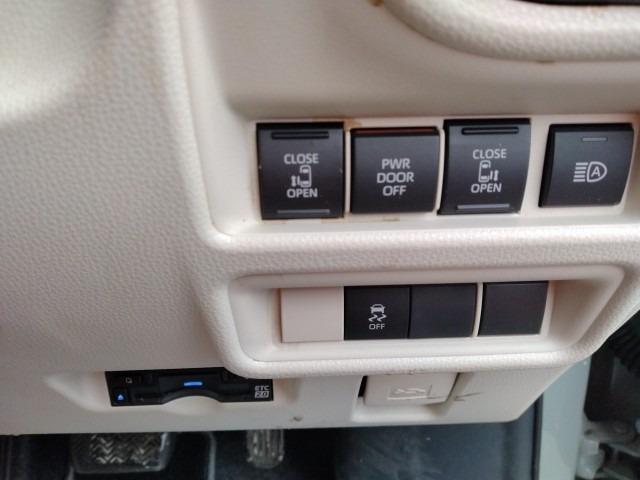 CLOSE
OPEN
PWR
DOOR
OFF
CLOSE
OPEN
A
OFF
ETC
2.0